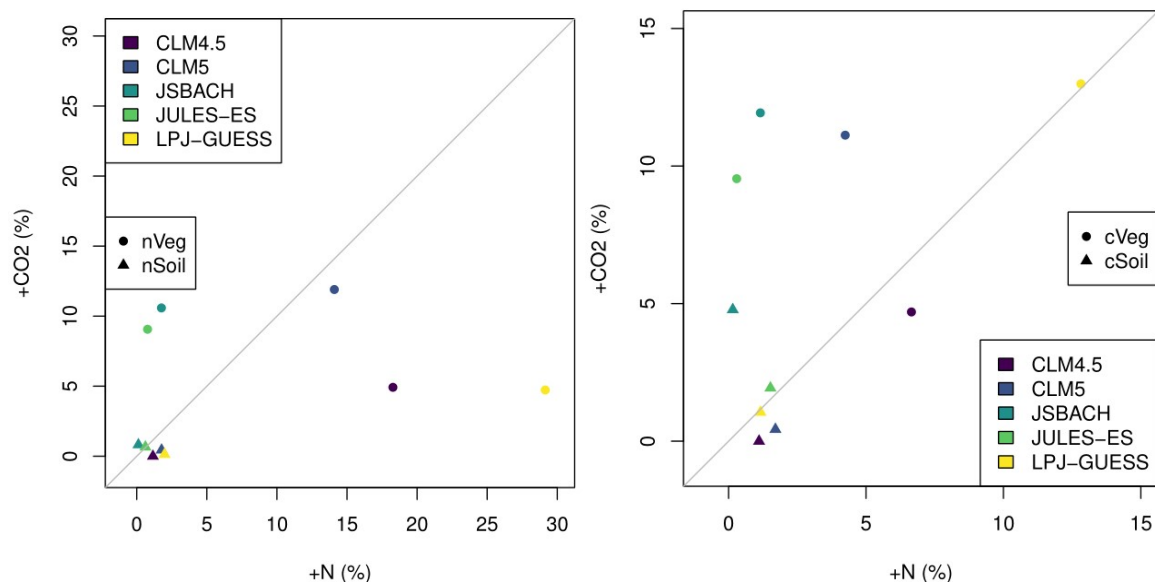 30
25
20
15
10
5
0
+CO2 (%)
CLM4.5
CLM5
JSBACH
JULES−ES
LPJ−GUESS
nVeg
nSoil
0 5 10 15 20 25 30
+N (%)
15
10
5
0
+CO2 (%)
cVeg
cSoil
CLM4.5
CLM5
JSBACH
JULES−ES
LPJ−GUESS
0 5 10 15
+N (%)